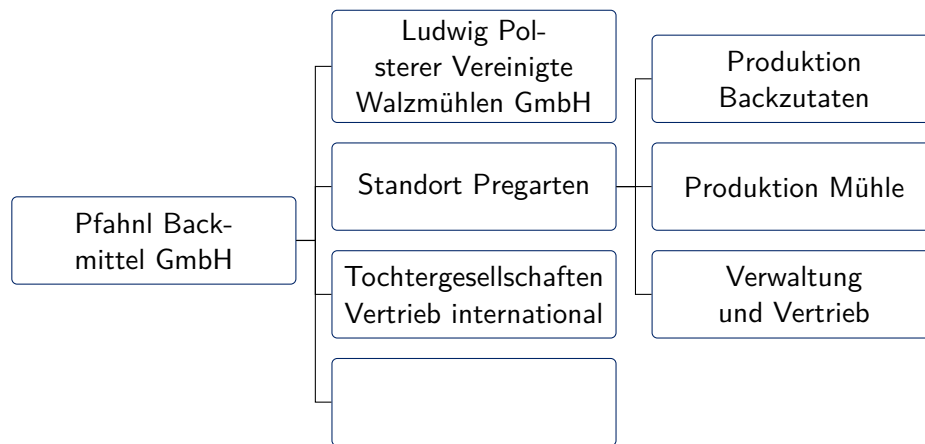 Pfahnl Back-
mittel GmbH
Ludwig Pol-
sterer Vereinigte
Walzmühlen GmbH
Standort Pregarten
Tochtergesellschaften
Vertrieb international
Produktion
Backzutaten
Produktion Mühle
Verwaltung
und Vertrieb